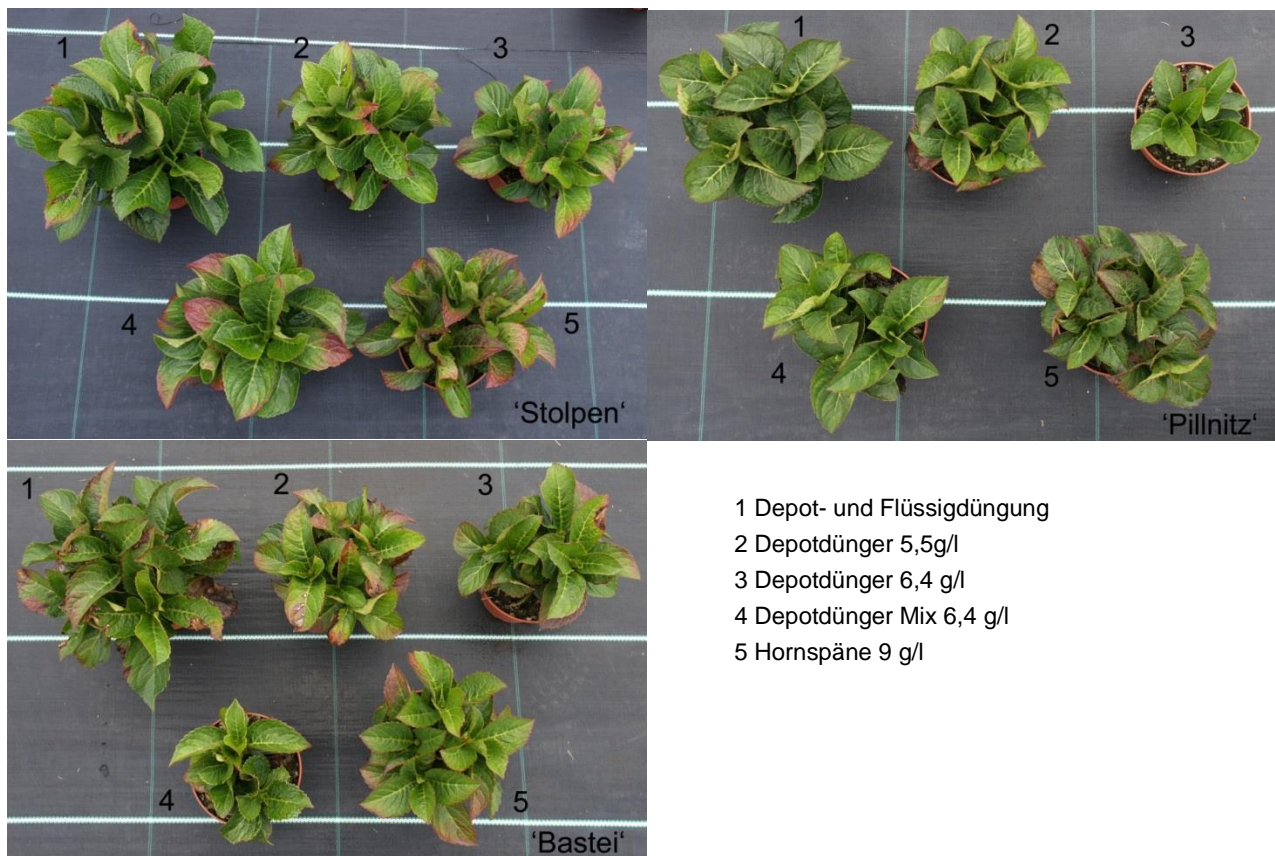 1
2
3
4
5
‘Stolpen‘
1
2
3
4
5
‘Pillnitz‘
1
2
3
4
5
‘Bastei‘
1 Depot- und Flüssigdüngung
2 Depotdünger 5,5g/l
3 Depotdünger 6,4 g/l
4 Depotdünger Mix 6,4 g/l
5 Hornspäne 9 g/l